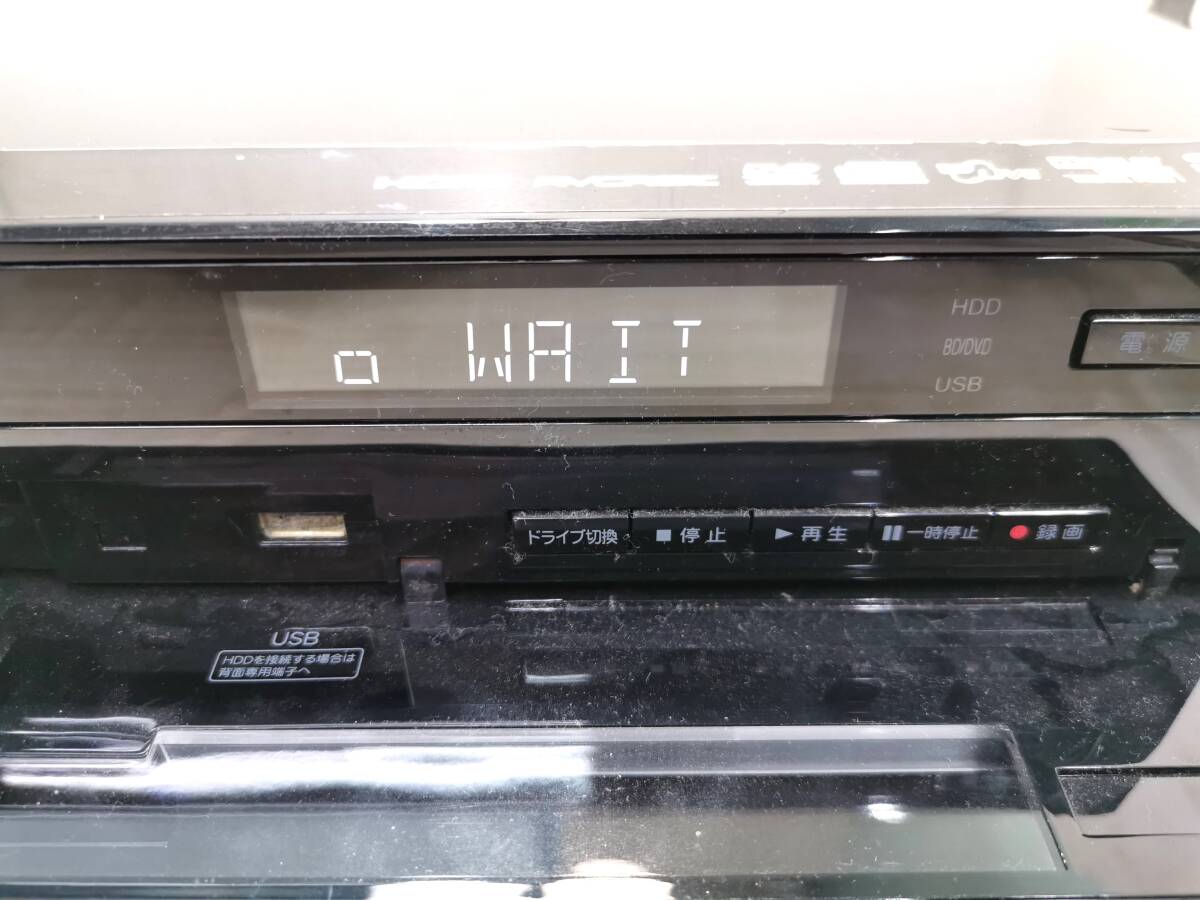 o WAIT
HDD
BD/DVD
USB
電源
ドライブ切換
■ 停止
▶ 再生
一時停止
● 録画
USB
HDDを接続する場合は
背面専用端子へ